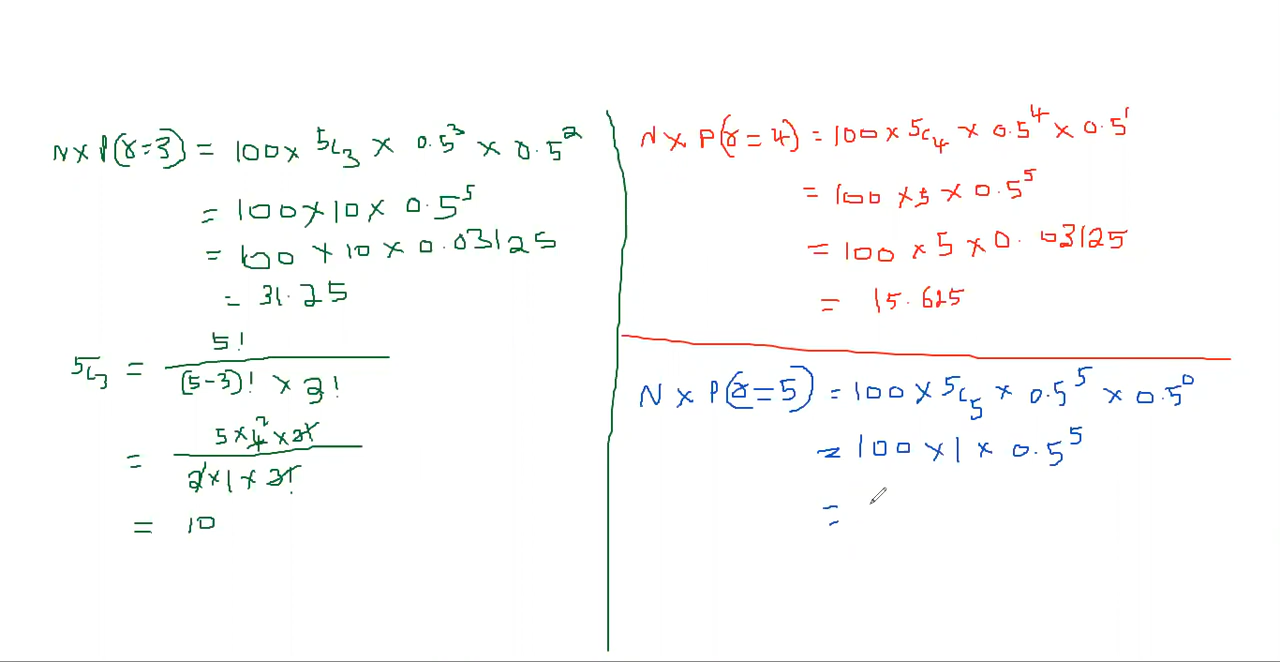 N x P(r=3) = 100 x 5C3 x 0.5^3 x 0.5^2
= 100 x 10 x 0.5^5
= 100 x 10 x 0.03125
= 31.25
5C3 = 5! / (5-3)! x 3!
= 5 x 4^2 x 3! / 2^1 x 1 x 3!
= 10
N x P(r=4) = 100 x 5C4 x 0.5^4 x 0.5^1
= 100 x 5 x 0.5^5
= 100 x 5 x 0.03125
= 15.625
N x P(r=5) = 100 x 5C5 x 0.5^5 x 0.5^0
= 100 x 1 x 0.5^5
=